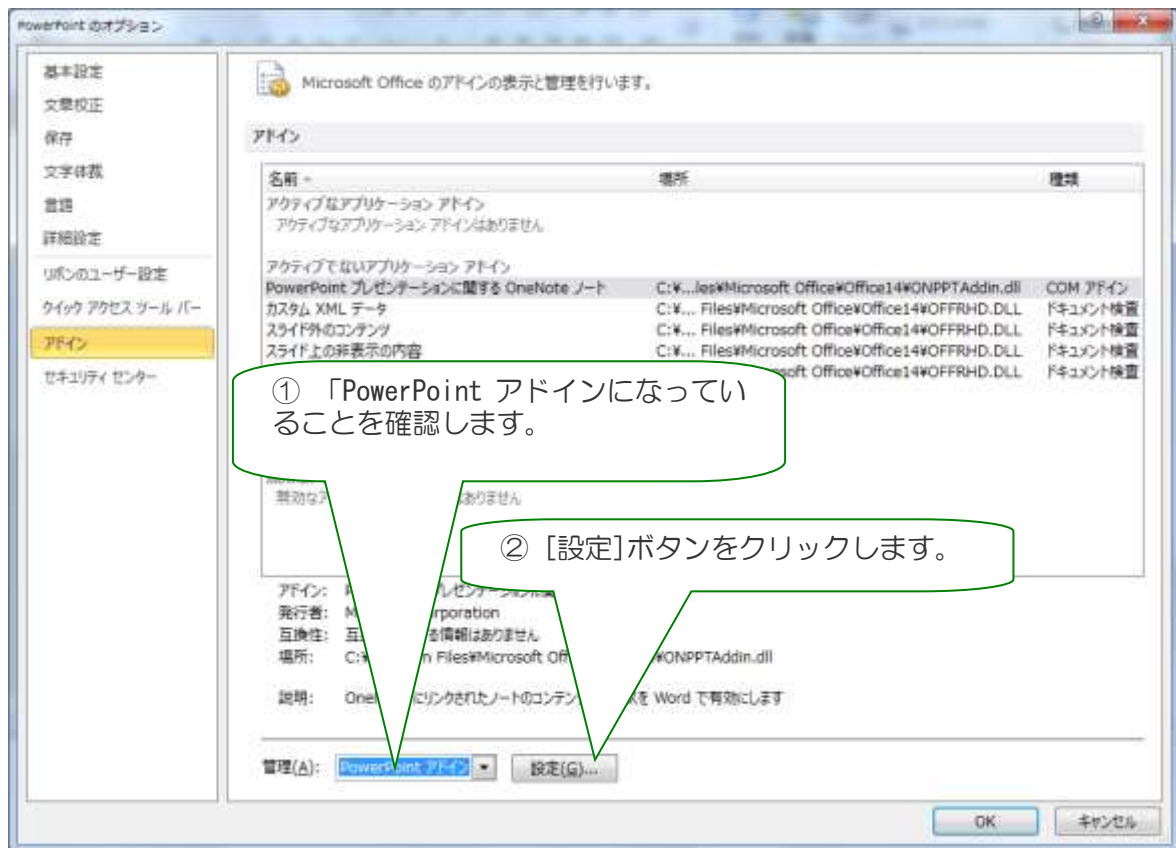 PowerPoint のオプション
基本設定
文章校正
保存
文字体裁
言語
詳細設定
リボンのユーザー設定
クイック アクセス ツール バー
アドイン
セキュリティ センター
Microsoft Office のアドインの表示と管理を行います。
アドイン
名前 場所 種類
アクティブなアプリケーション アドイン
アクティブなアプリケーション アドインはありません
アクティブでないアプリケーション アドイン
PowerPoint プレゼンテーションに関する OneNote ノート C:¥...les¥Microsoft Office¥Office14¥ONPPTAddin.dll COM アドイン
カスタム XML データ C:¥... Files¥Microsoft Office¥Office14¥OFFRHD.DLL ドキュメント検査
スライド外のコンテンツ C:¥... Files¥Microsoft Office¥Office14¥OFFRHD.DLL ドキュメント検査
スライド上の非表示の内容 C:¥... Files¥Microsoft Office¥Office14¥OFFRHD.DLL ドキュメント検査
osoft Office¥Office14¥OFFRHD.DLL ドキュメント検査
① 「PowerPoint アドインになってい
ることを確認します。
無効なア はありません
② [設定]ボタンをクリックします。
アドイン:
発行者: M rporation
互換性: 互 る情報はありません
場所: C:¥ n Files¥Microsoft Off ¥ONPPTAddin.dll
説明: One にリンクされたノートのコンテン スを Word で有効にします
管理(A): PowerPoint アドイン 設定(G)...
OK キャンセル